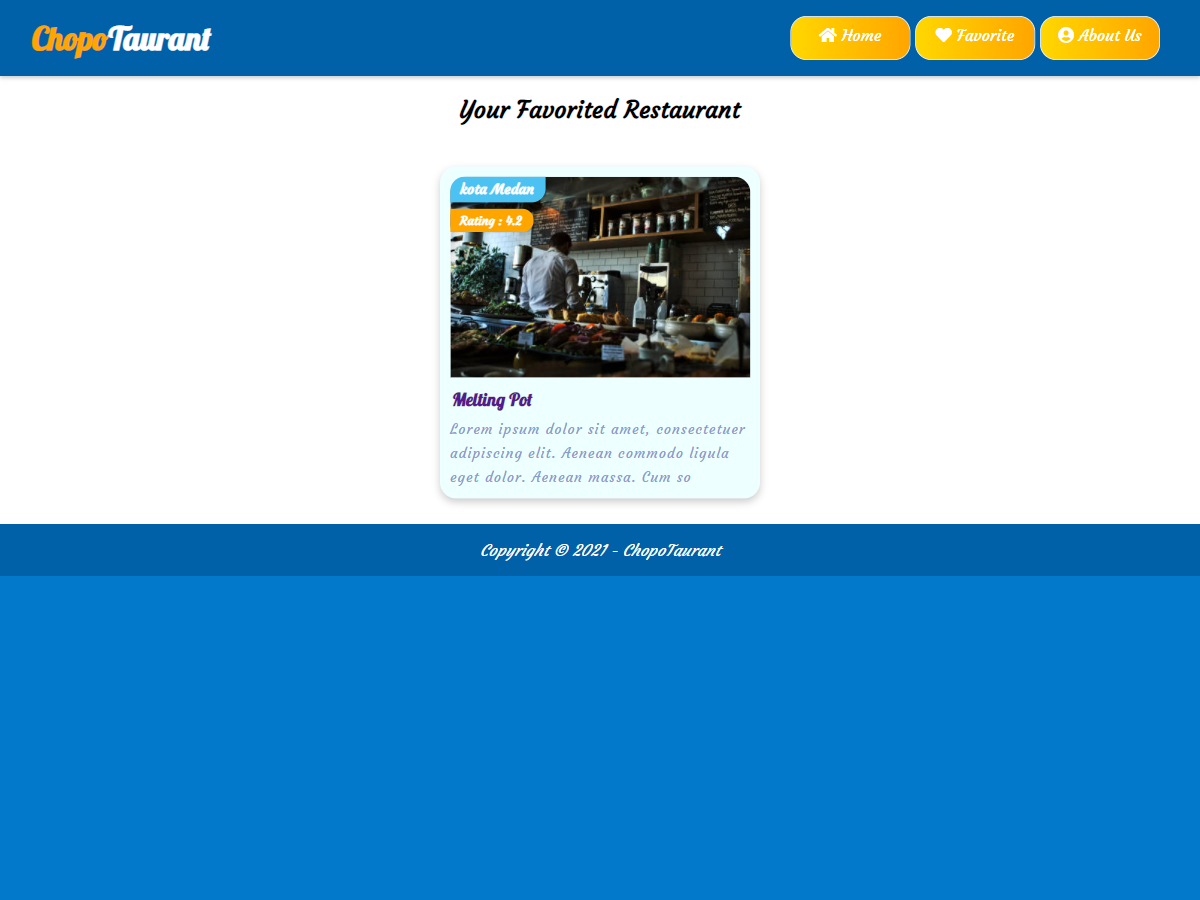 ChopoTaurant
Home
Favorite
About Us
Your Favorited Restaurant
kota Medan
Rating : 4.2
Melting Pot
Lorem ipsum dolor sit amet, consectetuer
adipiscing elit. Aenean commodo ligula
eget dolor. Aenean massa. Cum so
Copyright © 2021 - ChopoTaurant